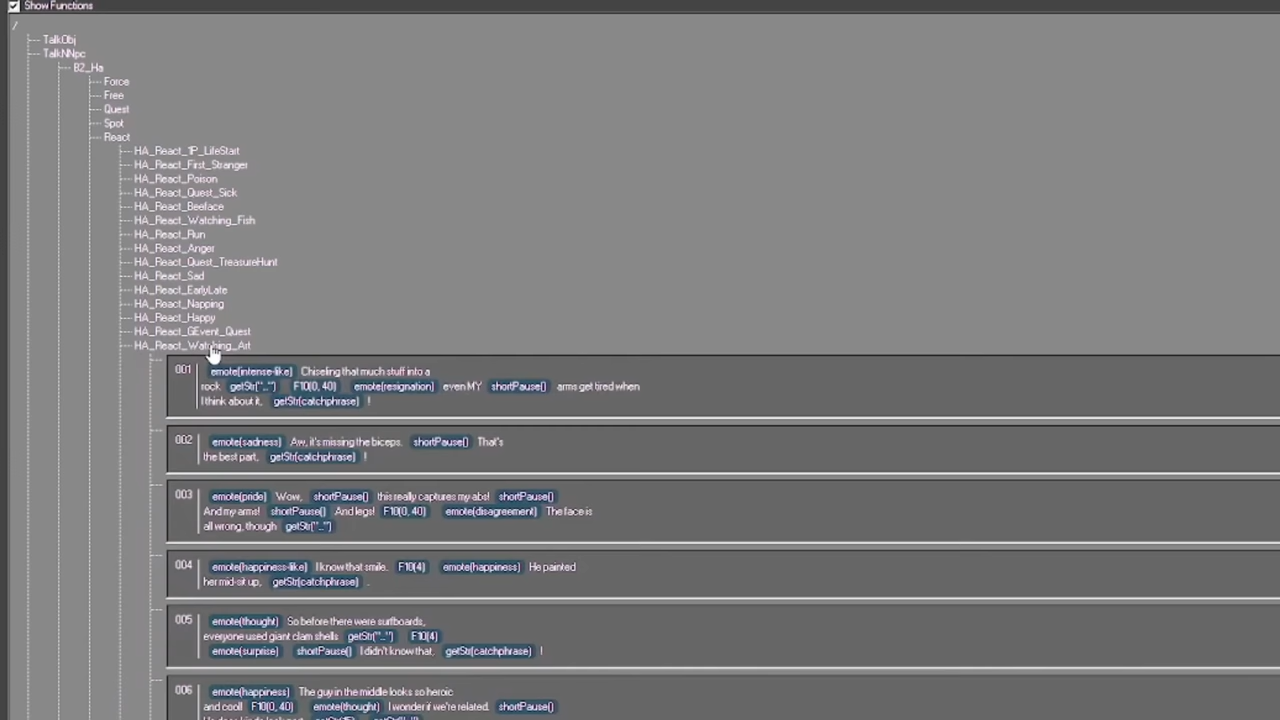 Show Functions
/
TalkObj
TalkNNpc
B2_Ha
Force
Free
Quest
Spot
React
HA_React_1P_LifeStart
HA_React_First_Stranger
HA_React_Poison
HA_React_Quest_Sick
HA_React_Beeface
HA_React_Watching_Fish
HA_React_Run
HA_React_Anger
HA_React_Quest_TreasureHunt
HA_React_Sad
HA_React_EarlyLate
HA_React_Napping
HA_React_Happy
HA_React_GEvent_Quest
HA_React_Watching_Art
001 emote(intense-like) Chiseling that much stuff into a
rock getStr("...") F10(0, 40) emote(resignation) even MY shortPause() arms get tired when
I think about it, getStr(catchphrase) !
002 emote(sadness) Aw, it's missing the biceps. shortPause() That's
the best part, getStr(catchphrase) !
003 emote(pride) Wow, shortPause() this really captures my abs! shortPause()
And my arms! shortPause() And legs! F10(0, 40) emote(disagreement) The face is
all wrong, though getStr("...")
004 emote(happiness-like) I know that smile. F10(4) emote(happiness) He painted
her mid-sit up, getStr(catchphrase) .
005 emote(thought) So before there were surfboards,
everyone used giant clam shells getStr("...") F10(4)
emote(surprise) shortPause() I didn't know that, getStr(catchphrase) !
006 emote(happiness) The guy in the middle looks so heroic
and cool! F10(0, 40) emote(thought) I wonder if we're related. shortPause()